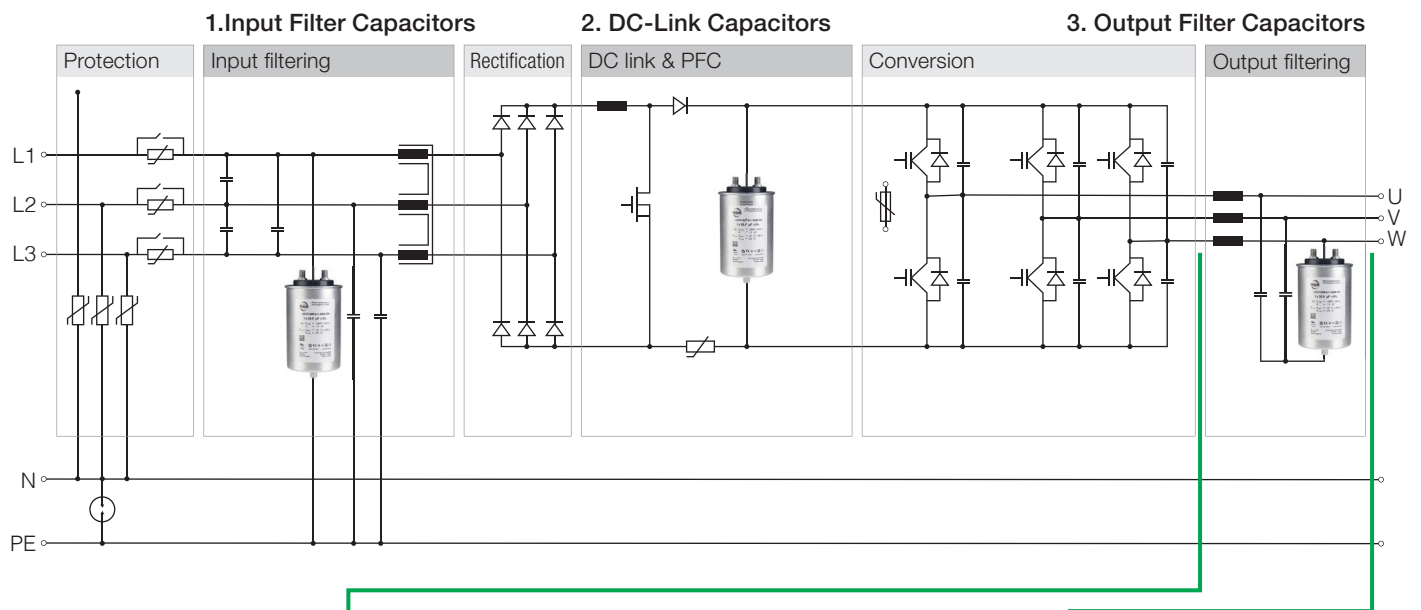 1.Input Filter Capacitors
2. DC-Link Capacitors
3. Output Filter Capacitors
Protection
Input filtering
Rectification
DC link & PFC
Conversion
Output filtering
L1
L2
L3
N
PE
U
V
W